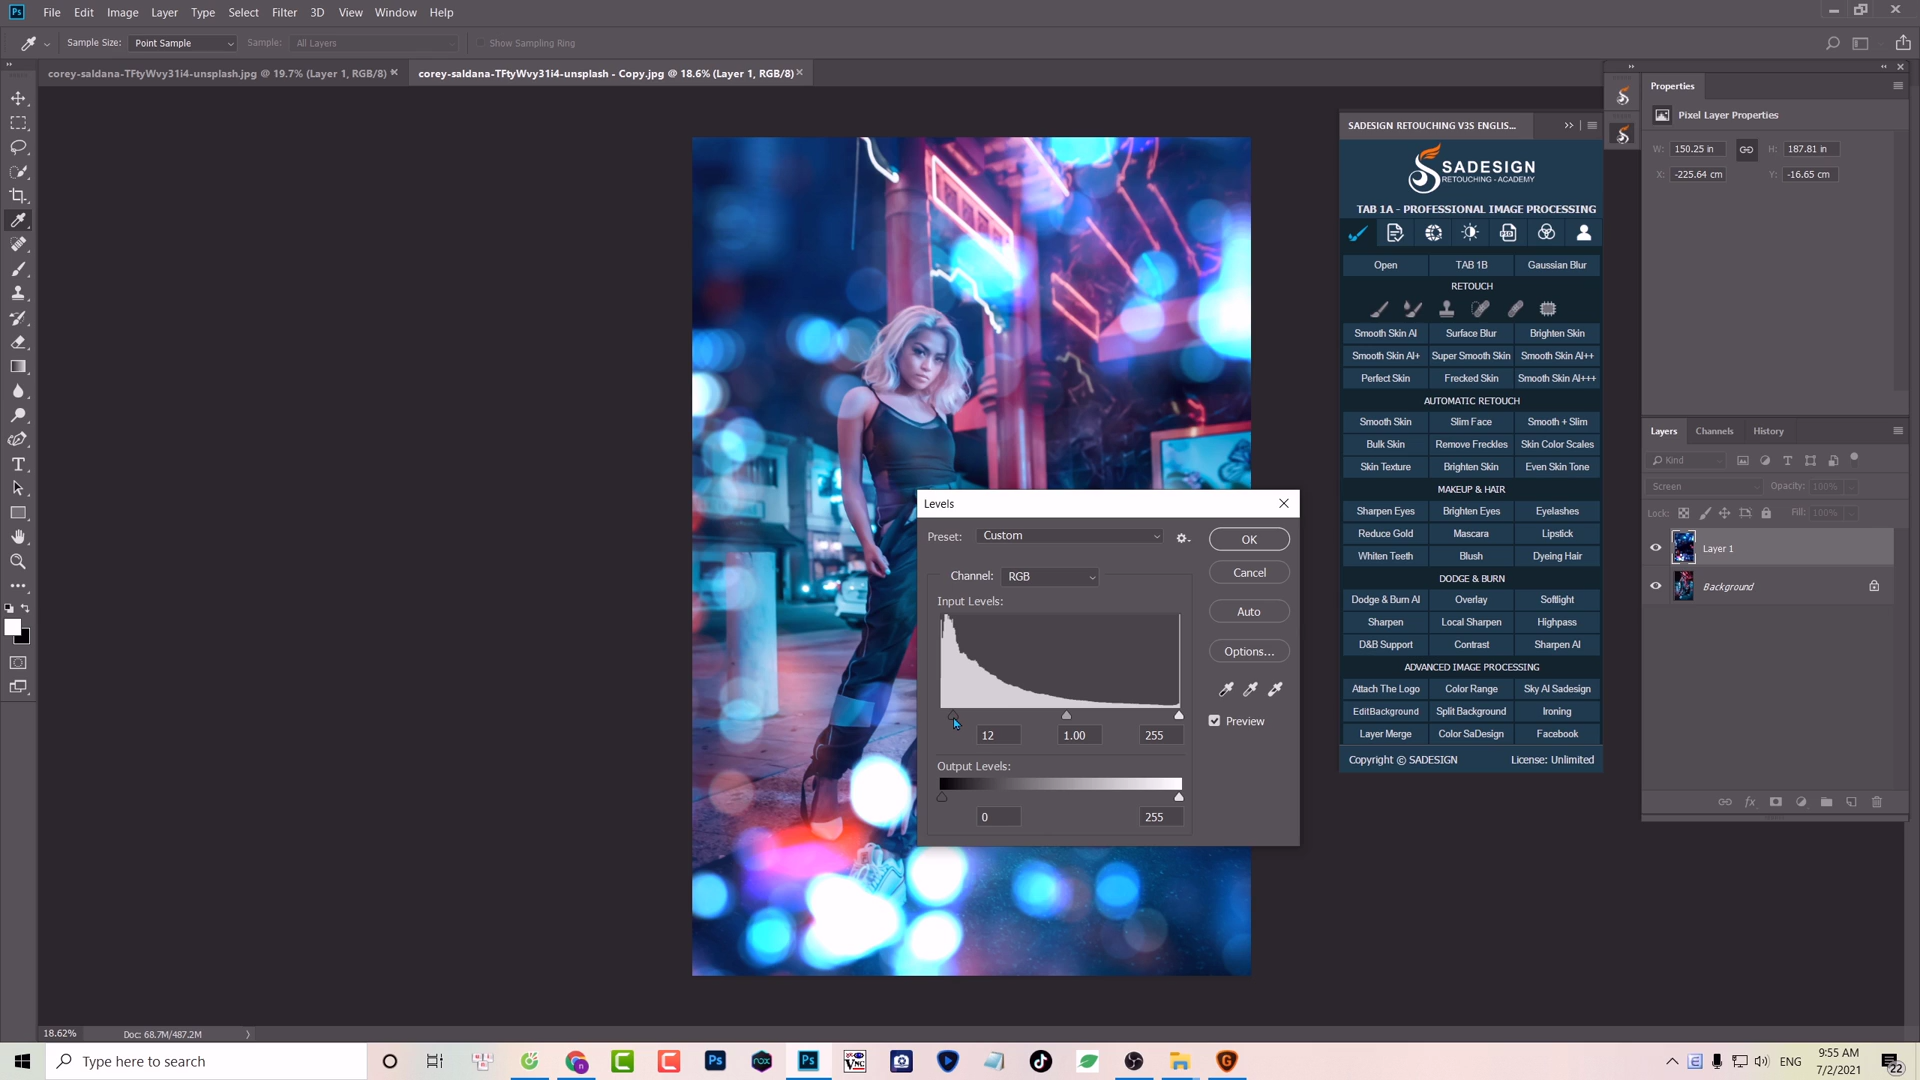 Ps File Edit Image Layer Type Select Filter 3D View Window Help
Sample Size: Point Sample Sample: All Layers Show Sampling Ring
corey-saldana-TFtyWvy31i4-unsplash.jpg @ 19.7% (Layer 1, RGB/8) corey-saldana-TFtyWvy31i4-unsplash - Copy.jpg @ 18.6% (Layer 1, RGB/8)
SADESIGN RETOUCHING V3S ENGLIS...
SADESIGN
RETOUCHING - ACADEMY
TAB 1A - PROFESSIONAL IMAGE PROCESSING
PSD
Open TAB 1B Gaussian Blur
RETOUCH
Smooth Skin AI Surface Blur Brighten Skin
Smooth Skin AI+ Super Smooth Skin Smooth Skin AI++
Perfect Skin Frecked Skin Smooth Skin AI+++
AUTOMATIC RETOUCH
Smooth Skin Slim Face Smooth + Slim
Bulk Skin Remove Freckles Skin Color Scales
Skin Texture Brighten Skin Even Skin Tone
MAKEUP & HAIR
Sharpen Eyes Brighten Eyes Eyelashes
Reduce Gold Mascara Lipstick
Whiten Teeth Blush Dyeing Hair
DODGE & BURN
Dodge & Burn AI Overlay Softlight
Sharpen Local Sharpen Highpass
D&B Support Contrast Sharpen AI
ADVANCED IMAGE PROCESSING
Attach The Logo Color Range Sky AI Sadesign
EditBackground Split Background Ironing
Layer Merge Color SaDesign Facebook
Copyright © SADESIGN License: Unlimited
Properties
Pixel Layer Properties
W: 150.25 in H: 187.81 in
X: -225.64 cm Y: -16.65 cm
Layers Channels History
Kind
Screen Opacity: 100%
Lock: Fill: 100%
Layer 1
Background
fx
Levels
Preset: Custom
OK
Channel: RGB
Cancel
Input Levels:
Auto
Options...
Preview
12 1.00 255
Output Levels:
0 255
18.62% Doc: 68.7M/487.2M
Type here to search
Ps
nox
Ps
VNC
ENG
9:55 AM
7/2/2021
22